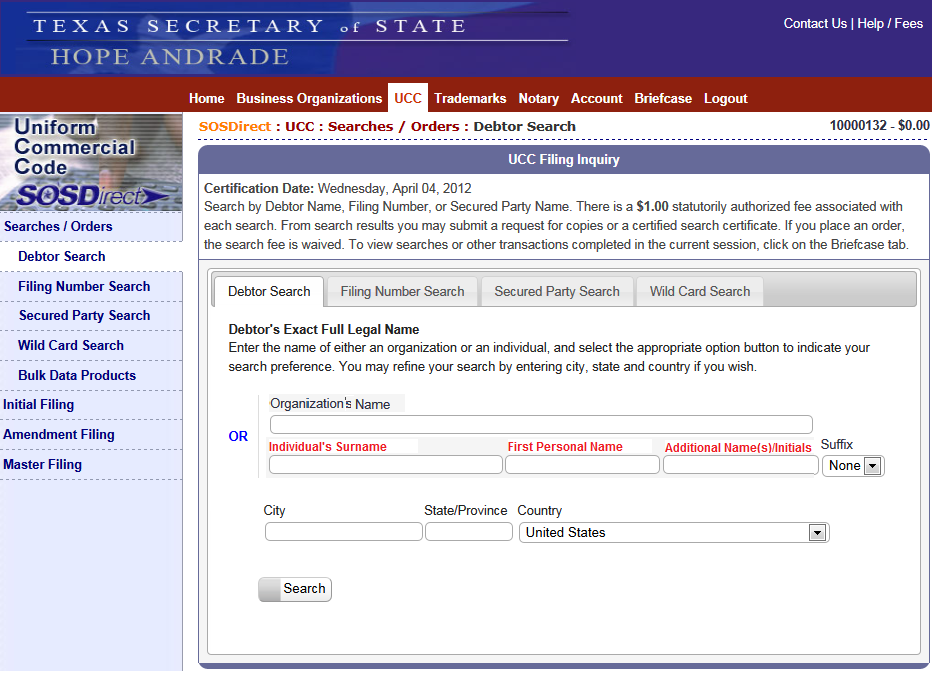 TEXAS SECRETARY of STATE
HOPE ANDRADE
Contact Us | Help / Fees
Home Business Organizations UCC Trademarks Notary Account Briefcase Logout
Uniform
Commercial
Code
SOSDirect
SOSDirect : UCC : Searches / Orders : Debtor Search
10000132 - $0.00
Searches / Orders
Debtor Search
Filing Number Search
Secured Party Search
Wild Card Search
Bulk Data Products
Initial Filing
Amendment Filing
Master Filing
UCC Filing Inquiry
Certification Date: Wednesday, April 04, 2012
Search by Debtor Name, Filing Number, or Secured Party Name. There is a $1.00 statutorily authorized fee associated with
each search. From search results you may submit a request for copies or a certified search certificate. If you place an order,
the search fee is waived. To view searches or other transactions completed in the current session, click on the Briefcase tab.
Debtor Search Filing Number Search Secured Party Search Wild Card Search
Debtor's Exact Full Legal Name
Enter the name of either an organization or an individual, and select the appropriate option button to indicate your
search preference. You may refine your search by entering city, state and country if you wish.
Organization's Name
OR
Individual's Surname First Personal Name Additional Name(s)/Initials Suffix
None
City State/Province Country
United States
Search